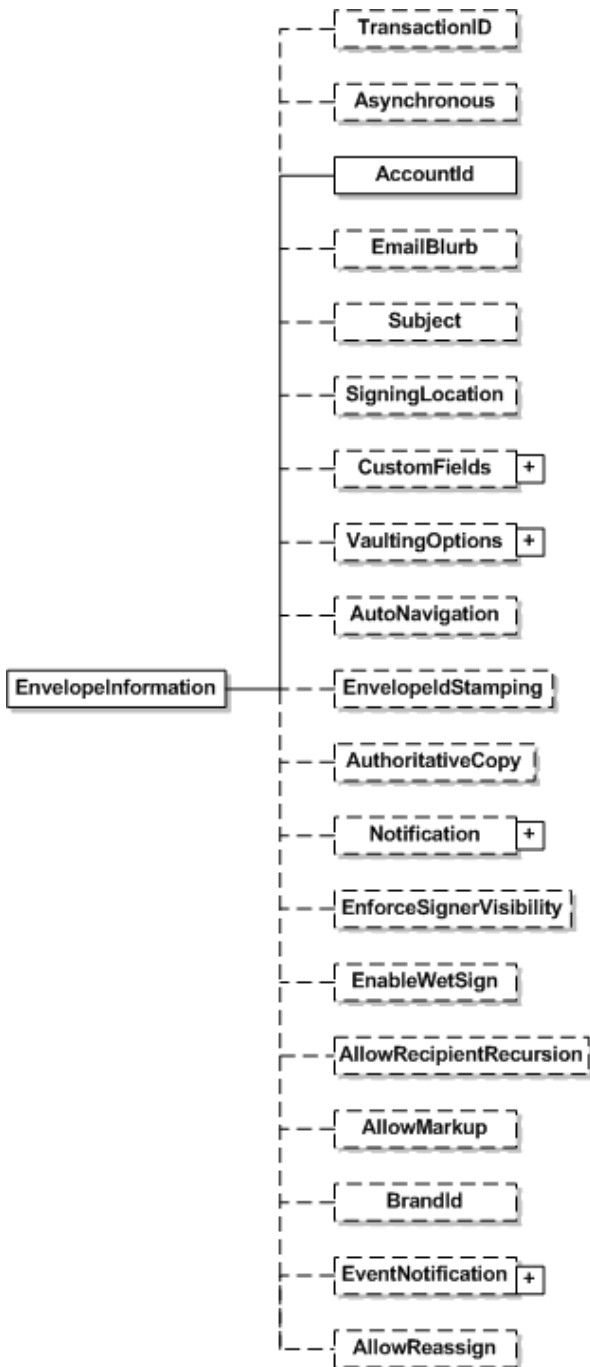 TransactionID
Asynchronous
AccountId
EmailBlurb
Subject
SigningLocation
CustomFields +
VaultingOptions +
AutoNavigation
EnvelopeInformation
EnvelopeIdStamping
AuthoritativeCopy
Notification +
EnforceSignerVisibility
EnableWetSign
AllowRecipientRecursion
AllowMarkup
BrandId
EventNotification +
AllowReassign